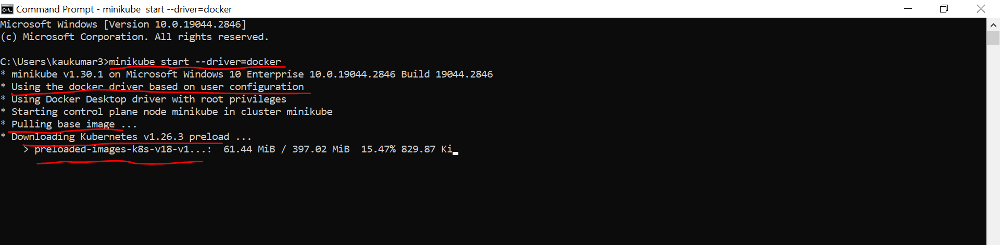 Command Prompt - minikube  start --driver=docker
Microsoft Windows [Version 10.0.19044.2846]
(c) Microsoft Corporation. All rights reserved.
C:\Users\kaukumar3>minikube start --driver=docker
* minikube v1.30.1 on Microsoft Windows 10 Enterprise 10.0.19044.2846 Build 19044.2846
* Using the docker driver based on user configuration
* Using Docker Desktop driver with root privileges
* Starting control plane node minikube in cluster minikube
* Pulling base image ...
* Downloading Kubernetes v1.26.3 preload ...
    > preloaded-images-k8s-v18-v1...:  61.44 MiB / 397.02 MiB  15.47% 829.87 Ki